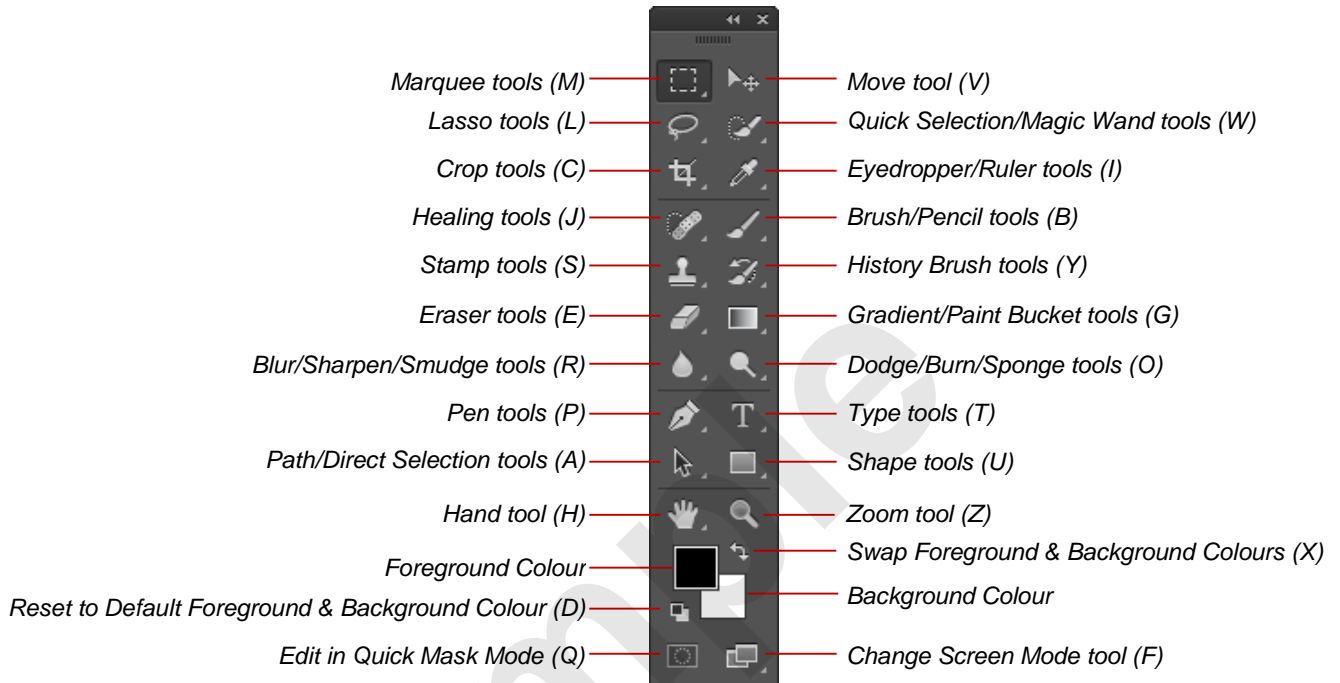 Marquee tools (M)
Move tool (V)
Lasso tools (L)
Quick Selection/Magic Wand tools (W)
Crop tools (C)
Eyedropper/Ruler tools (I)
Healing tools (J)
Brush/Pencil tools (B)
Stamp tools (S)
History Brush tools (Y)
Eraser tools (E)
Gradient/Paint Bucket tools (G)
Blur/Sharpen/Smudge tools (R)
Dodge/Burn/Sponge tools (O)
Pen tools (P)
T
Type tools (T)
Path/Direct Selection tools (A)
Shape tools (U)
Hand tool (H)
Zoom tool (Z)
Swap Foreground & Background Colours (X)
Foreground Colour
Background Colour
Reset to Default Foreground & Background Colour (D)
Edit in Quick Mask Mode (Q)
Change Screen Mode tool (F)